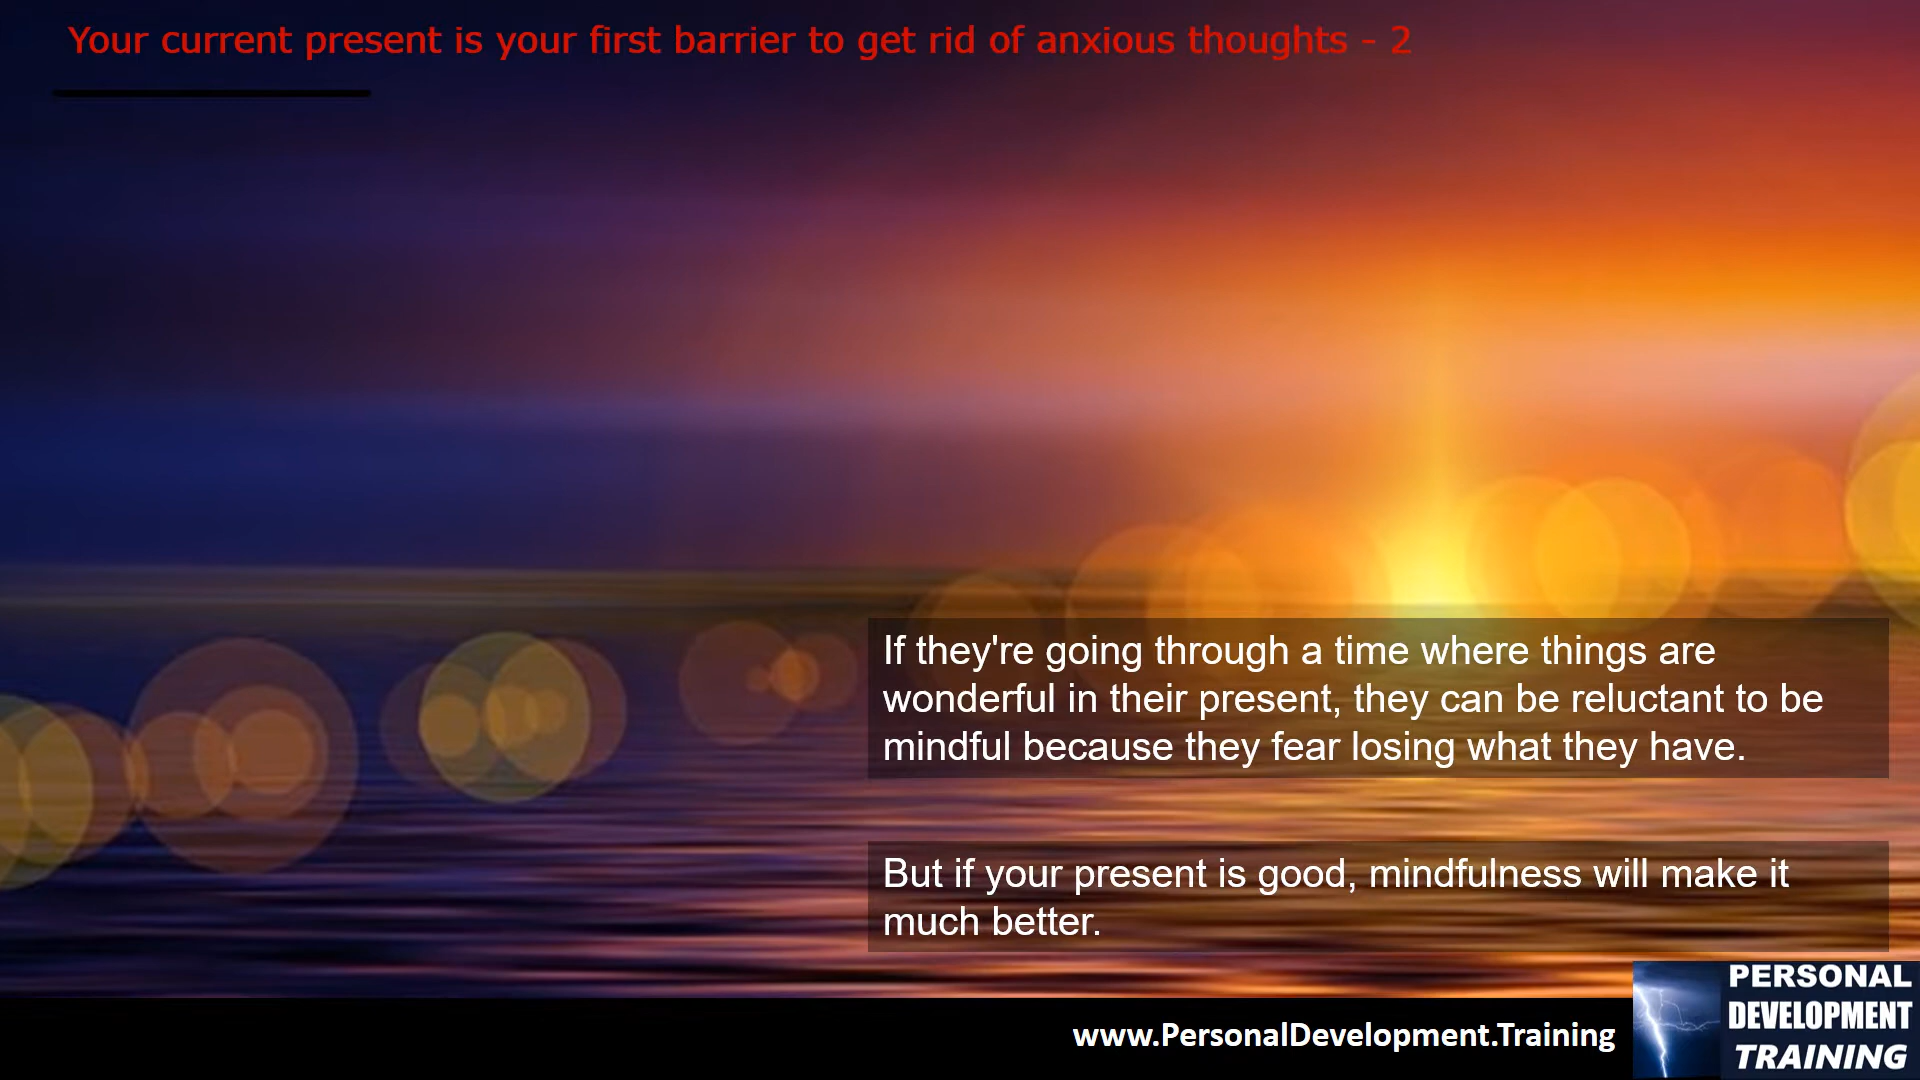 Your current present is your first barrier to get rid of anxious thoughts - 2
If they're going through a time where things are
wonderful in their present, they can be reluctant to be
mindful because they fear losing what they have.
But if your present is good, mindfulness will make it
much better.
www.PersonalDevelopment.Training
PERSONAL
DEVELOPMENT
TRAINING